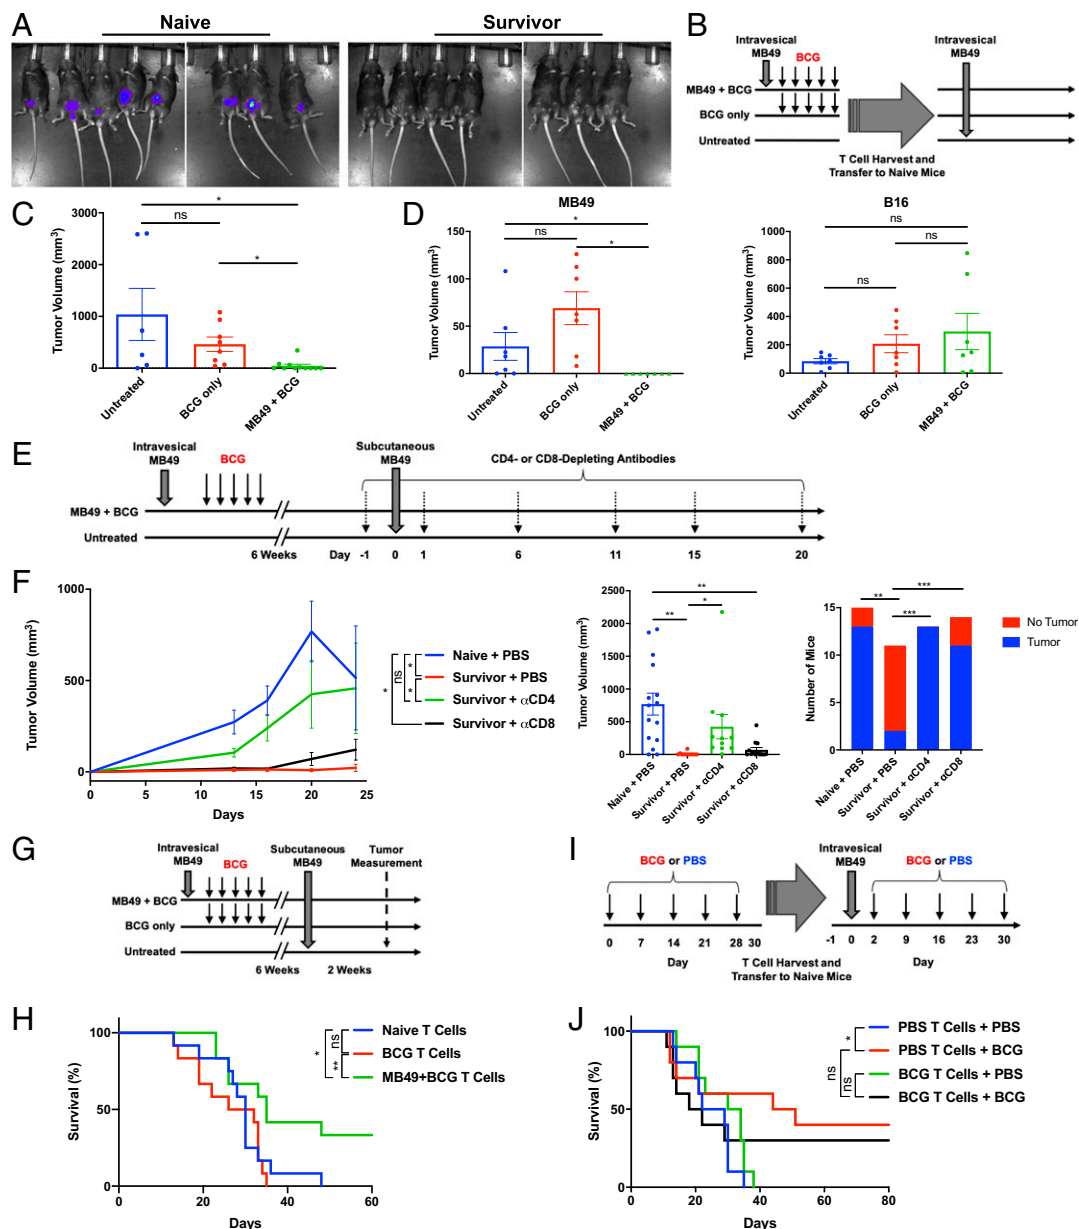 A
Naive
Survivor
B
Intravesical
MB49
BCG
Intravesical
MB49
MB49 + BCG
BCG only
Untreated
T Cell Harvest and
Transfer to Naive Mice
C
Tumor Volume (mm³)
3000
2000
1000
0
*
ns
*
Untreated
BCG only
MB49 + BCG
D
MB49
Tumor Volume (mm³)
150
100
50
0
*
ns
*
Untreated
BCG only
MB49 + BCG
B16
Tumor Volume (mm³)
1000
800
600
400
200
0
ns
ns
ns
Untreated
BCG only
MB49 + BCG
E
Intravesical
MB49
BCG
Subcutaneous
MB49
CD4- or CD8-Depleting Antibodies
MB49 + BCG
Untreated
6 Weeks
Day -1 0 1 6 11 15 20
F
Tumor Volume (mm³)
1000
500
0
0 5 10 15 20 25
Days
* ns * *
Naive + PBS
Survivor + PBS
Survivor + αCD4
Survivor + αCD8
Tumor Volume (mm³)
2500
2000
1500
1000
500
0
**
**
*
Naive + PBS
Survivor + PBS
Survivor + αCD4
Survivor + αCD8
Number of Mice
15
10
5
0
***
**
***
Naive + PBS
Survivor + PBS
Survivor + αCD4
Survivor + αCD8
No Tumor
Tumor
G
Intravesical
MB49
BCG
Subcutaneous
MB49
Tumor
Measurement
MB49 + BCG
BCG only
Untreated
6 Weeks
2 Weeks
I
BCG or PBS
0 7 14 21 28 30
Day
T Cell Harvest and
Transfer to Naive Mice
Intravesical
MB49
BCG or PBS
-1 0 2 9 16 23 30
Day
H
Survival (%)
100
50
0
0 20 40 60
Days
* ns **
Naive T Cells
BCG T Cells
MB49+BCG T Cells
J
Survival (%)
100
50
0
0 20 40 60 80
Days
* ns ns
PBS T Cells + PBS
PBS T Cells + BCG
BCG T Cells + PBS
BCG T Cells + BCG